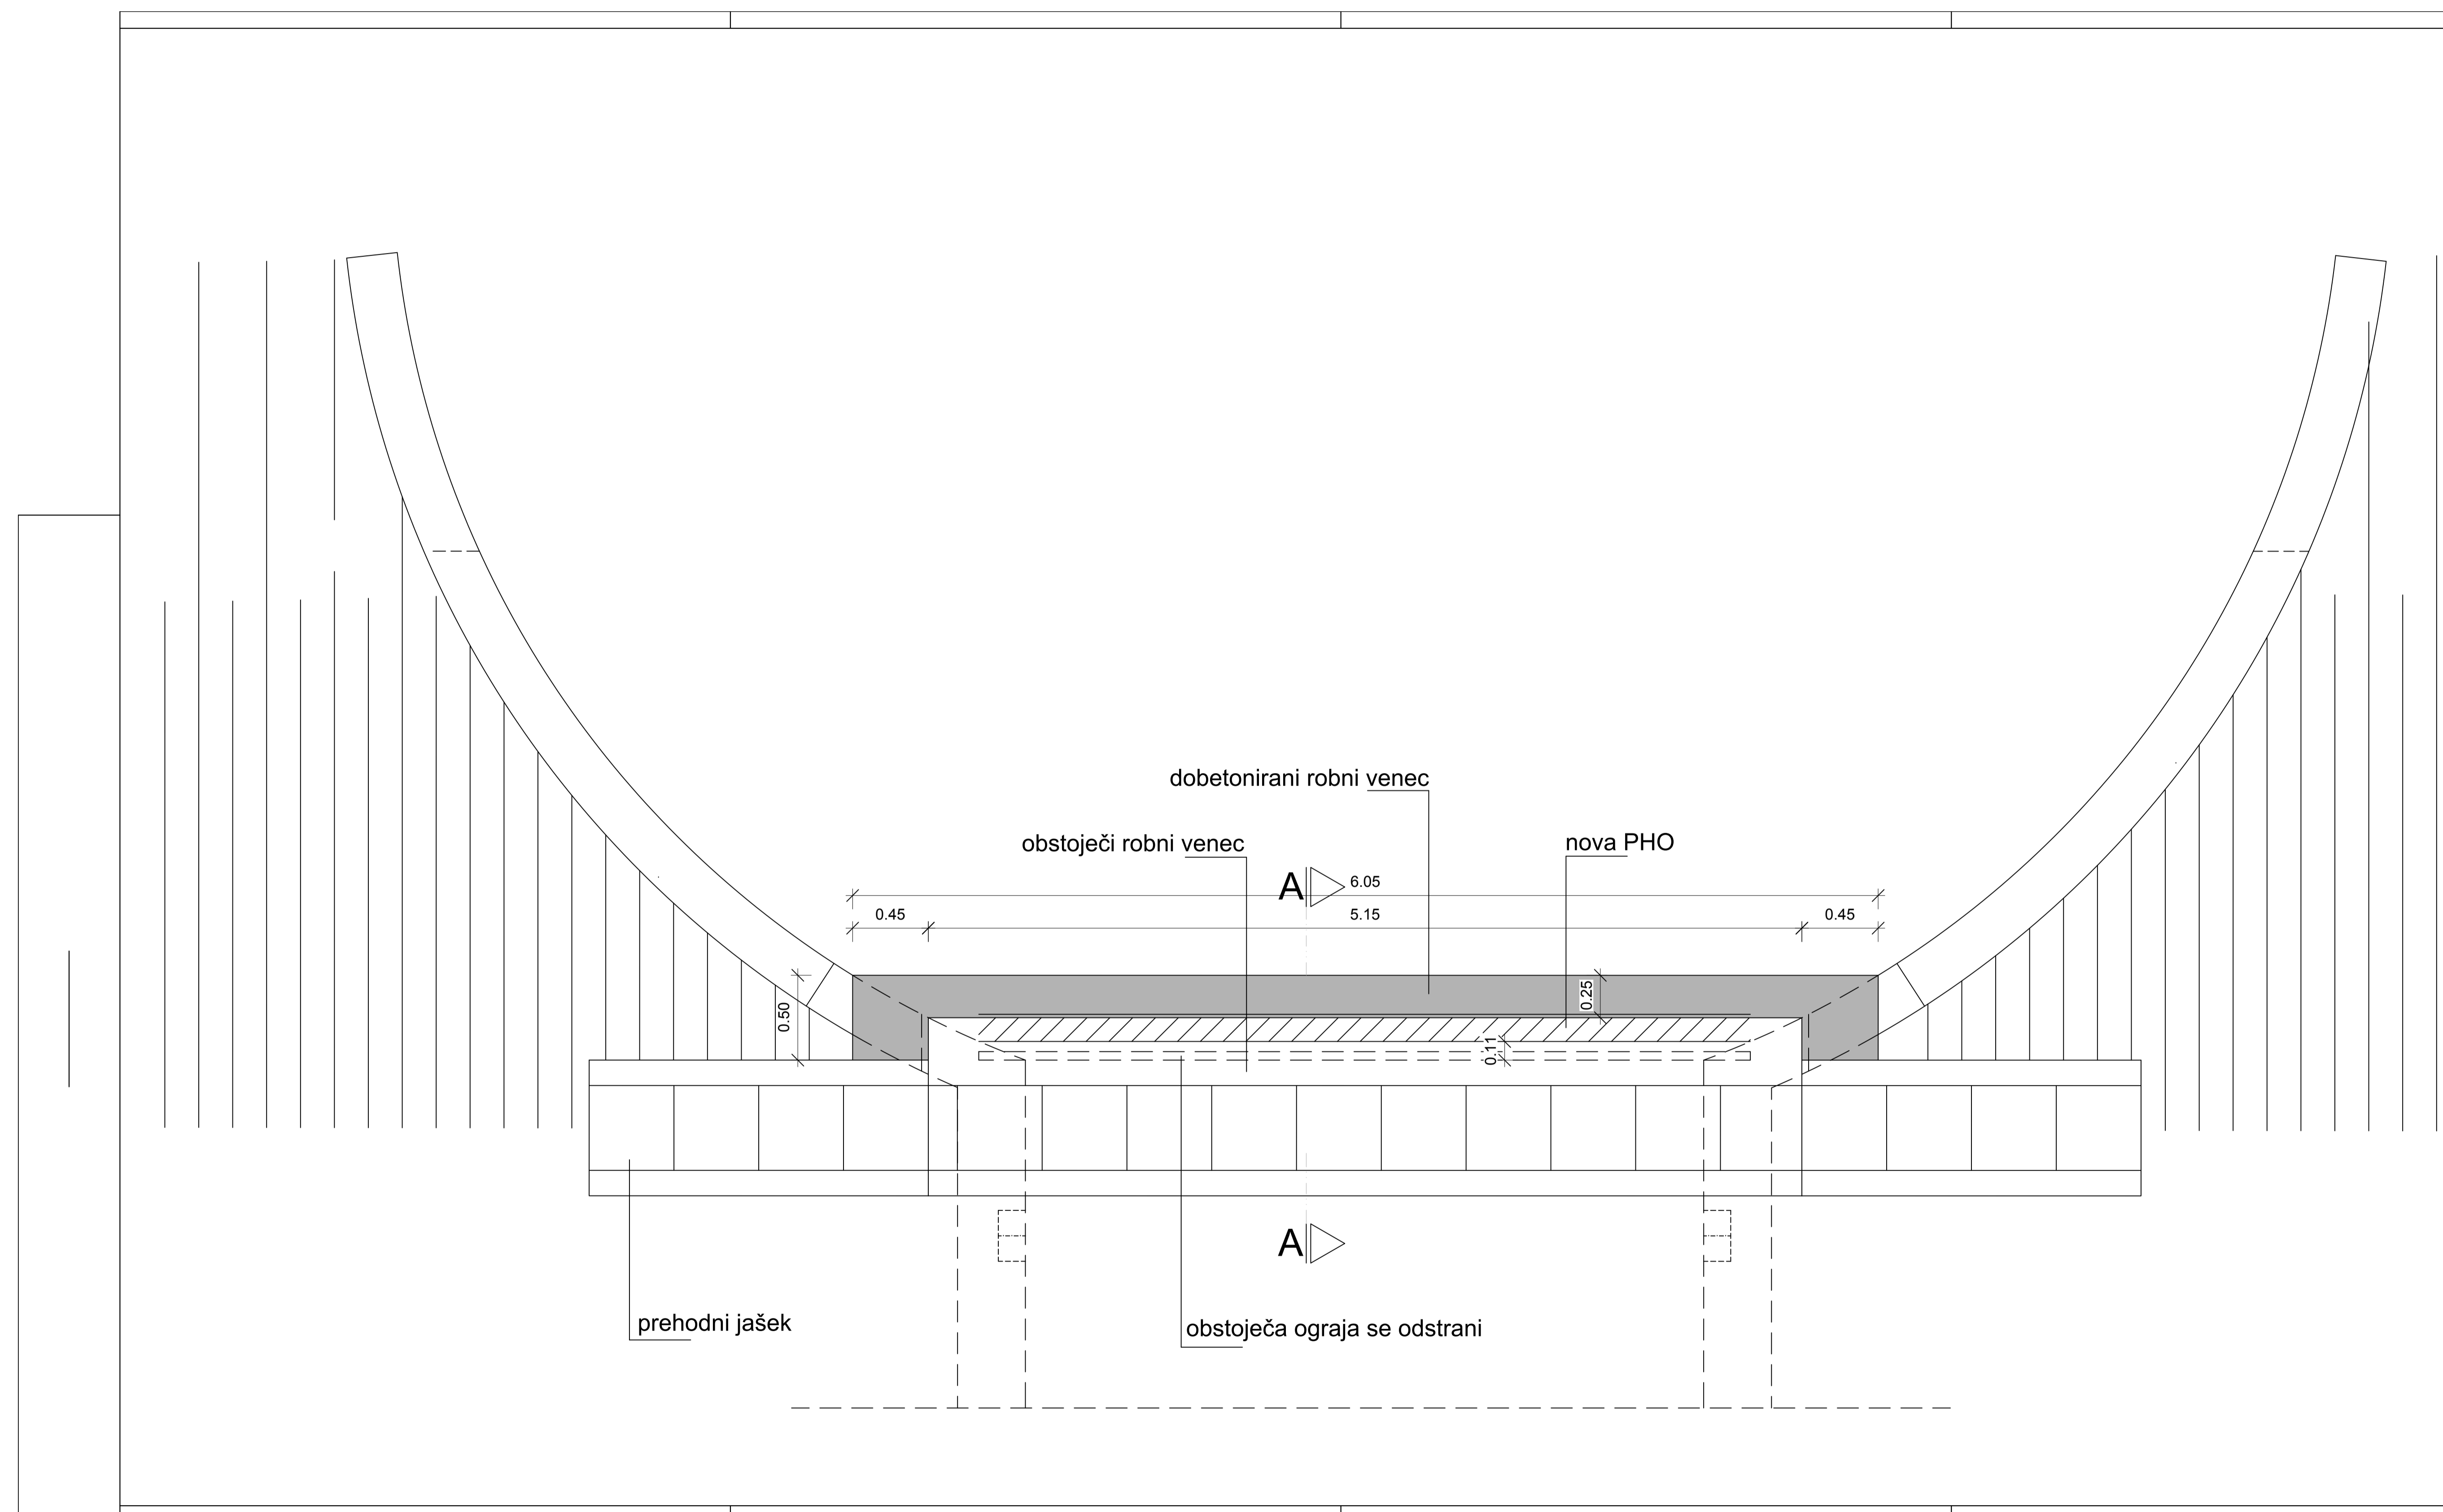 dobetonirani robni venec
obstoječi robni venec
nova PHO
A
6.05
0.45
5.15
0.45
0.50
0.25
0.11
A
prehodni jašek
obstoječa ograja se odstrani